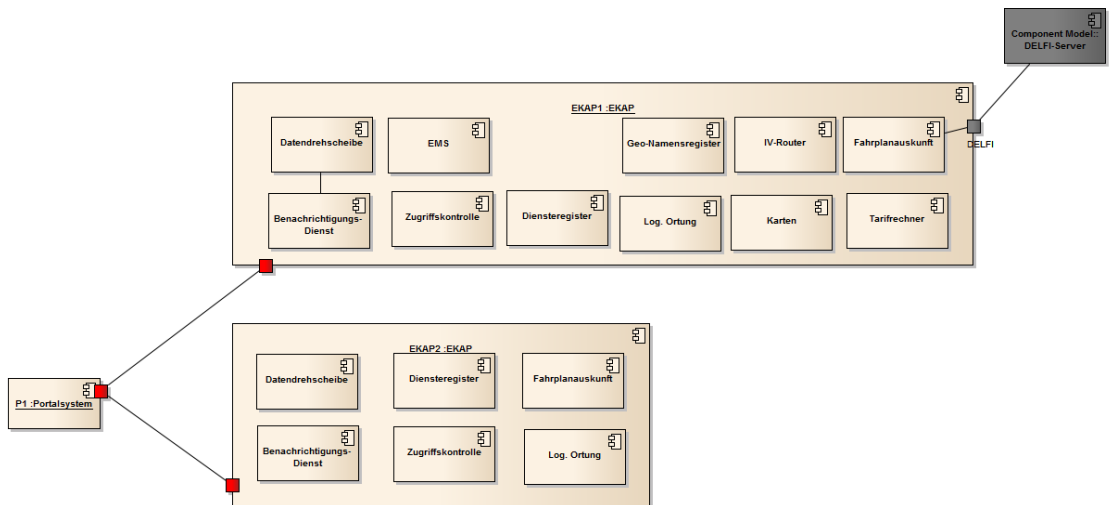 Component Model::
DELFI-Server
EKAP1 :EKAP
Datendrehscheibe
EMS
Geo-Namensregister
IV-Router
Fahrplanauskunft
DELFI
Benachrichtigungs-
Dienst
Zugriffskontrolle
Diensteregister
Log. Ortung
Karten
Tarifrechner
EKAP2 :EKAP
Datendrehscheibe
Diensteregister
Fahrplanauskunft
P1 :Portalsystem
Benachrichtigungs-
Dienst
Zugriffskontrolle
Log. Ortung